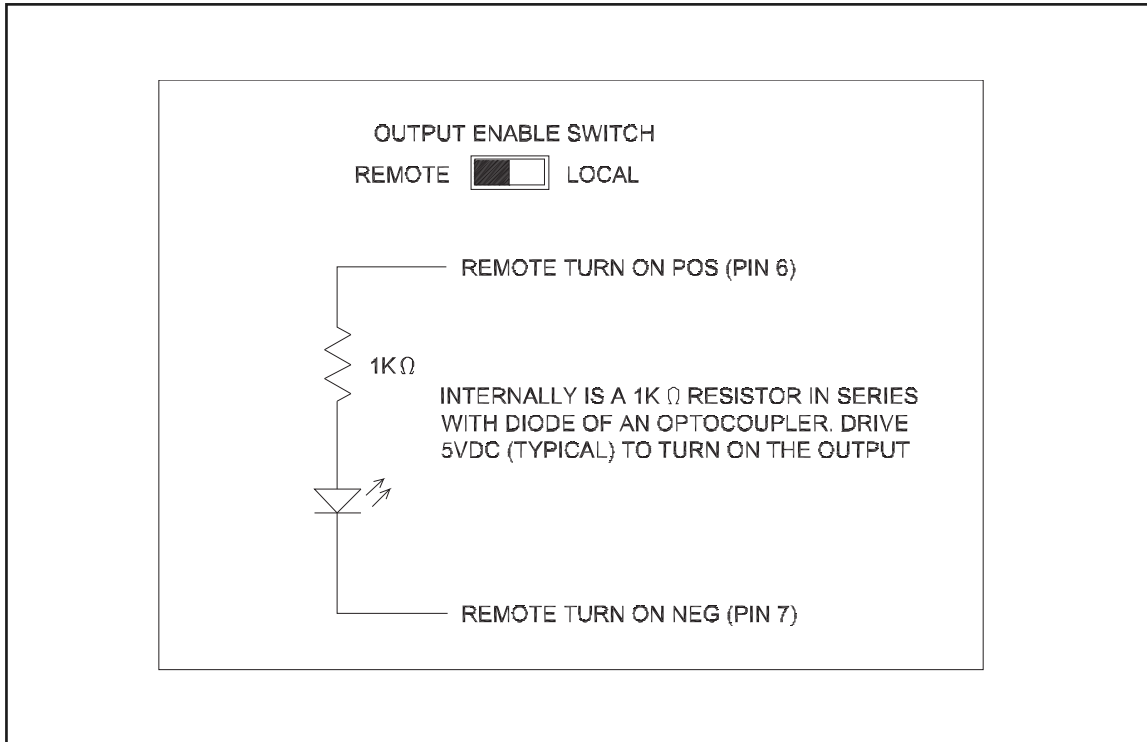 OUTPUT ENABLE SWITCH
REMOTE LOCAL
REMOTE TURN ON POS (PIN 6)
1K Ω
INTERNALLY IS A 1K Ω RESISTOR IN SERIES
WITH DIODE OF AN OPTOCOUPLER. DRIVE
5VDC (TYPICAL) TO TURN ON THE OUTPUT
REMOTE TURN ON NEG (PIN 7)